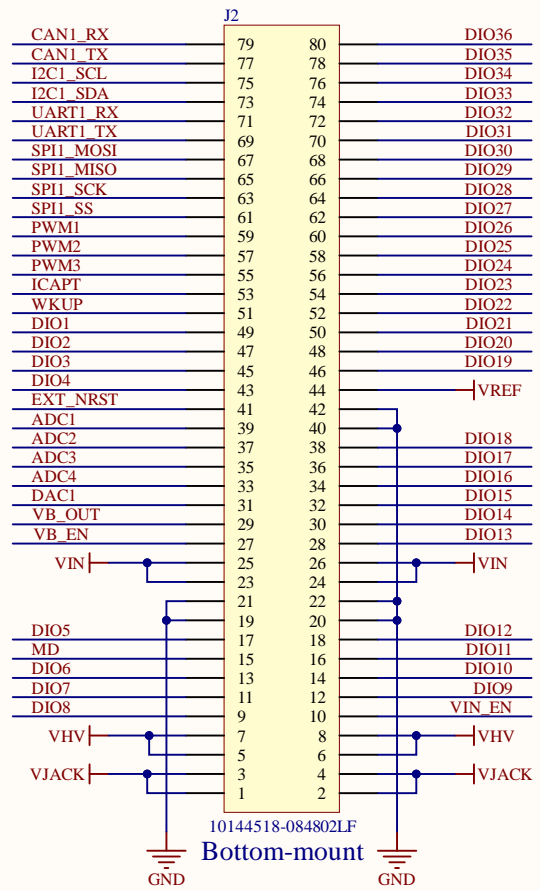 J2
CAN1_RX 79 80 DIO36
CAN1_TX 77 78 DIO35
I2C1_SCL 75 76 DIO34
I2C1_SDA 73 74 DIO33
UART1_RX 71 72 DIO32
UART1_TX 69 70 DIO31
SPI1_MOSI 67 68 DIO30
SPI1_MISO 65 66 DIO29
SPI1_SCK 63 64 DIO28
SPI1_SS 61 62 DIO27
PWM1 59 60 DIO26
PWM2 57 58 DIO25
PWM3 55 56 DIO24
ICAPT 53 54 DIO23
WKUP 51 52 DIO22
DIO1 49 50 DIO21
DIO2 47 48 DIO20
DIO3 45 46 DIO19
DIO4 43 44 VREF
EXT_NRST 41 42
ADC1 39 40
ADC2 37 38 DIO18
ADC3 35 36 DIO17
ADC4 33 34 DIO16
DAC1 31 32 DIO15
VB_OUT 29 30 DIO14
VB_EN 27 28 DIO13
VIN 25 26 VIN
23 24
21 22
19 20
DIO5 17 18 DIO12
MD 15 16 DIO11
DIO6 13 14 DIO10
DIO7 11 12 DIO9
DIO8 9 10 VIN_EN
VHV 7 8 VHV
5 6
VJACK 3 4 VJACK
1 2
10144518-084802LF
Bottom-mount
GND GND